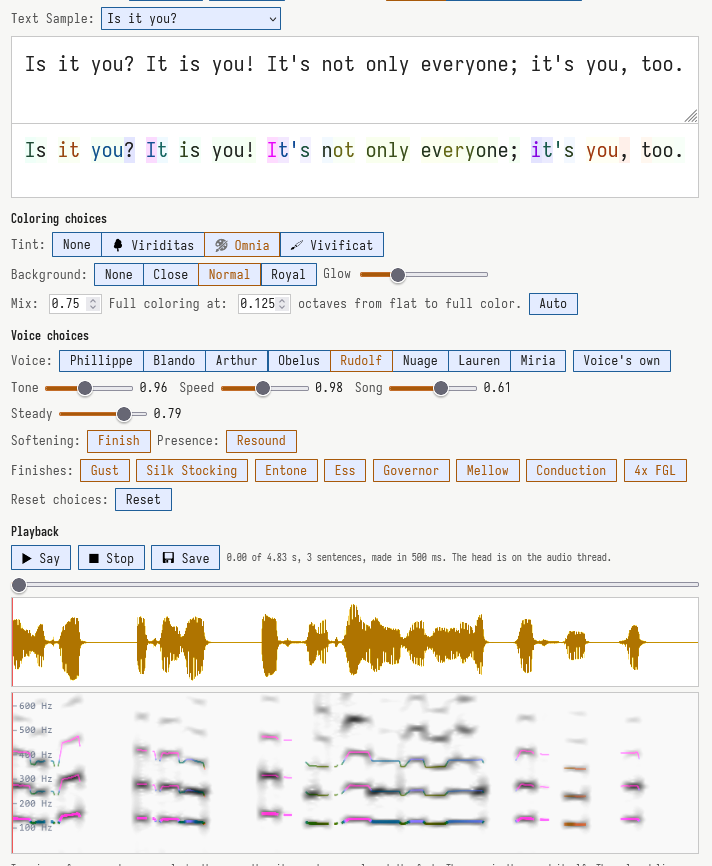 Text Sample: Is it you?
Is it you? It is you! It's not only everyone; it's you, too.
Is it you? It is you! It's not only everyone; it's you, too.
Coloring choices
Tint: None Viriditas Omnia Vivificat
Background: None Close Normal Royal Glow
Mix: 0.75 Full coloring at: 0.125 octaves from flat to full color. Auto
Voice choices
Voice: Phillippe Blando Arthur Obelus Rudolf Nuage Lauren Miria Voice's own
Tone 0.96 Speed 0.98 Song 0.61
Steady 0.79
Softening: Finish Presence: Resound
Finishes: Gust Silk Stocking Entone Ess Governor Mellow Conduction 4x FGL
Reset choices: Reset
Playback
Say Stop Save 0.00 of 4.83 s, 3 sentences, made in 500 ms. The head is on the audio thread.
600 Hz
500 Hz
400 Hz
300 Hz
200 Hz
100 Hz